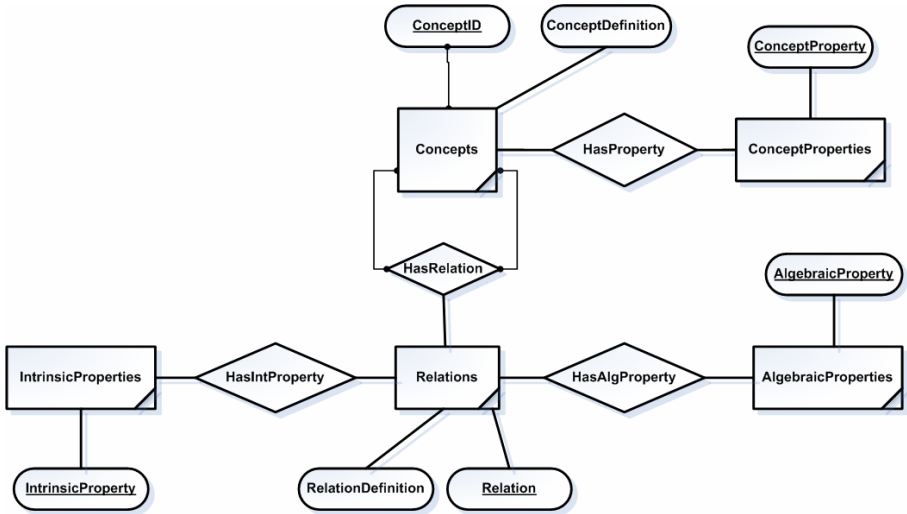 ConceptID
ConceptDefinition
ConceptProperty
Concepts
HasProperty
ConceptProperties
HasRelation
AlgebraicProperty
IntrinsicProperties
HasIntProperty
Relations
HasAlgProperty
AlgebraicProperties
IntrinsicProperty
RelationDefinition
Relation